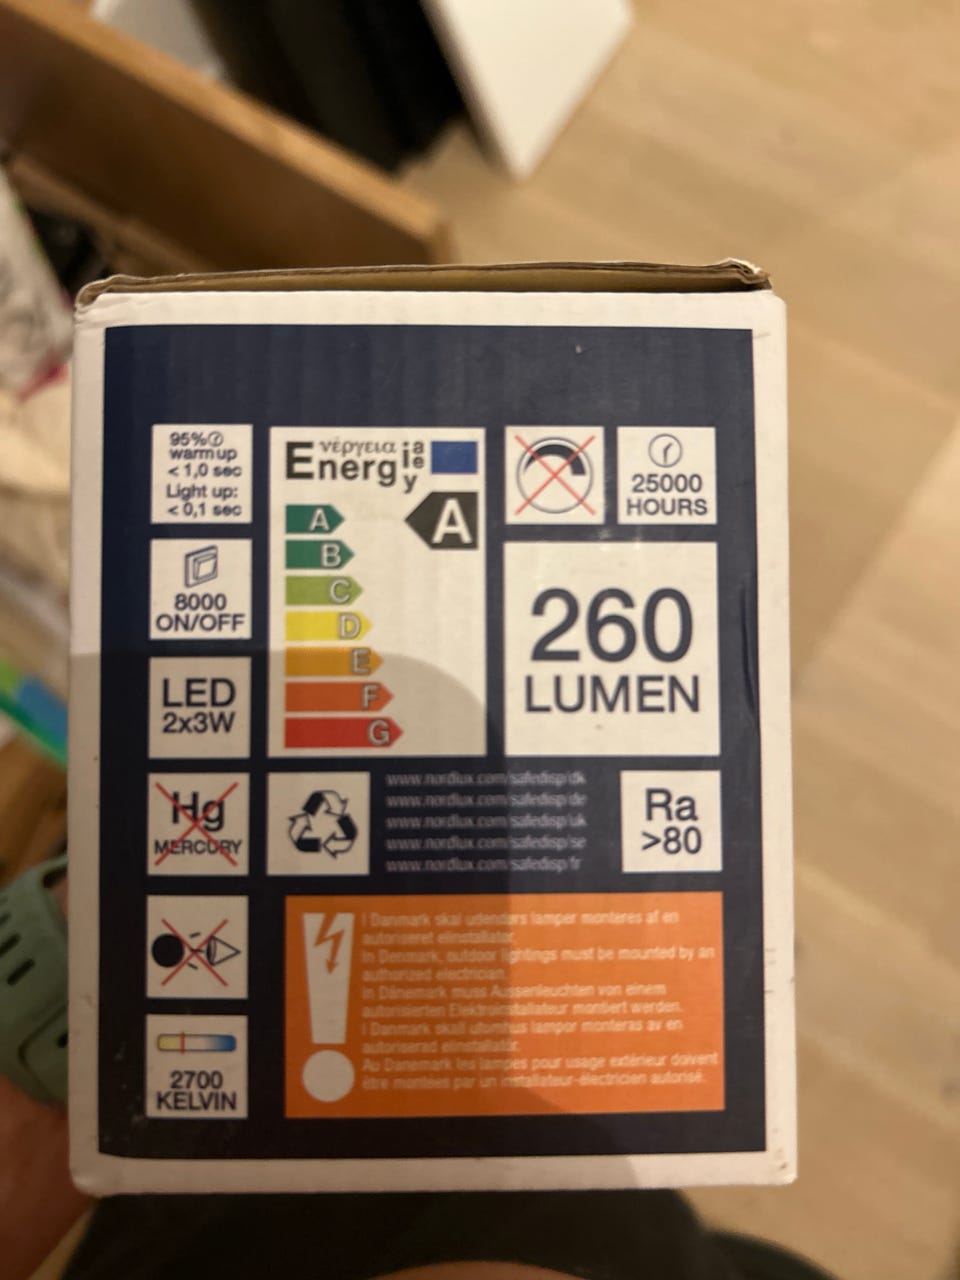 95%
warm up
< 1,0 sec
Light up:
< 0,1 sec
8000
ON/OFF
LED
2x3W
Hg
MERCURY
2700
KELVIN
νέργεια
Energ
ia
ie
y
A
A
B
C
D
E
F
G
25000
HOURS
260
LUMEN
www.nordlux.com/safedisp/dk
www.nordlux.com/safedisp/de
www.nordlux.com/safedisp/uk
www.nordlux.com/safedisp/se
www.nordlux.com/safedisp/fr
Ra
>80
I Danmark skal udendørs lamper monteres af en
autoriseret elinstallatør.
In Denmark, outdoor lightings must be mounted by an
authorized electrician.
In Dänemark muss Aussenleuchten von einem
autorisierten Elektroinstallateur montiert werden.
I Danmark skall utomhus lampor monteras av en
autoriserad elinstallatör.
Au Danemark les lampes pour usage extérieur doivent
être montées par un installateur-électricien autorisé.